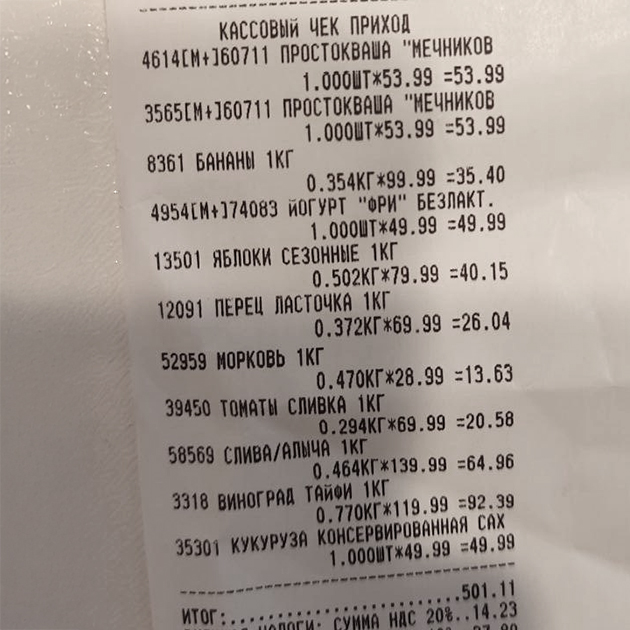 КАССОВЫЙ ЧЕК ПРИХОД
4614[М+]60711 ПРОСТОКВАША "МЕЧНИКОВ
1.000ШТ*53.99 =53.99
3565[М+]60711 ПРОСТОКВАША "МЕЧНИКОВ
1.000ШТ*53.99 =53.99
8361 БАНАНЫ 1КГ
0.354КГ*99.99 =35.40
4954[М+]74083 ЙОГУРТ "ФРИ" БЕЗЛАКТ.
1.000ШТ*49.99 =49.99
13501 ЯБЛОКИ СЕЗОННЫЕ 1КГ
0.502КГ*79.99 =40.15
12091 ПЕРЕЦ ЛАСТОЧКА 1КГ
0.372КГ*69.99 =26.04
52959 МОРКОВЬ 1КГ
0.470КГ*28.99 =13.63
39450 ТОМАТЫ СЛИВКА 1КГ
0.294КГ*69.99 =20.58
58569 СЛИВА/АЛЫЧА 1КГ
0.464КГ*139.99 =64.96
3318 ВИНОГРАД ТАЙФИ 1КГ
0.770КГ*119.99 =92.39
35301 КУКУРУЗА КОНСЕРВИРОВАННАЯ САХ
1.000ШТ*49.99 =49.99
ИТОГ:........................501.11
НАЛОГИ: СУММА НДС 20%..14.23